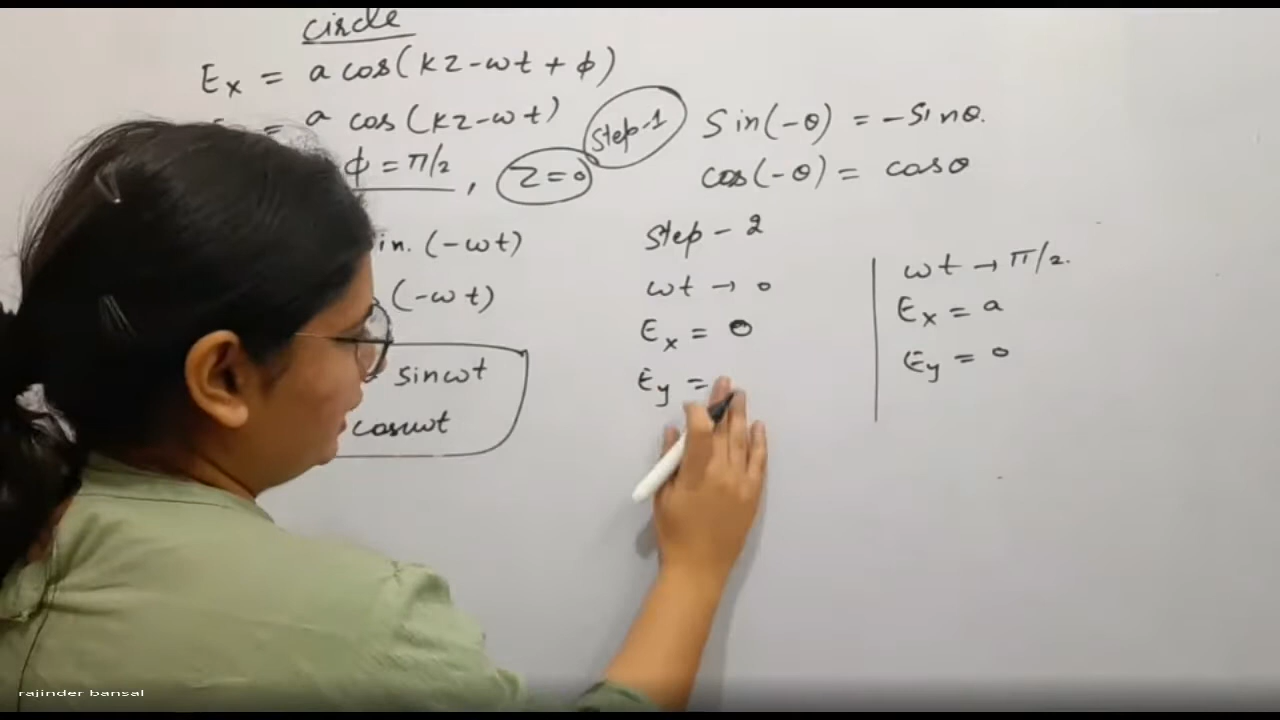 circle
Ex = a cos(kz-ωt + ϕ)
= a cos(kz-ωt)
ϕ = π/2, z=0
Step-1
in. (-ωt)
(-ωt)
sinωt
cosωt
Sin(-θ) = -Sinθ.
cos(-θ) = cosθ
Step - 2
ωt → 0
Ex = 0
Ey =
ωt → π/2.
Ex = a
Ey = 0
rajinder bansal